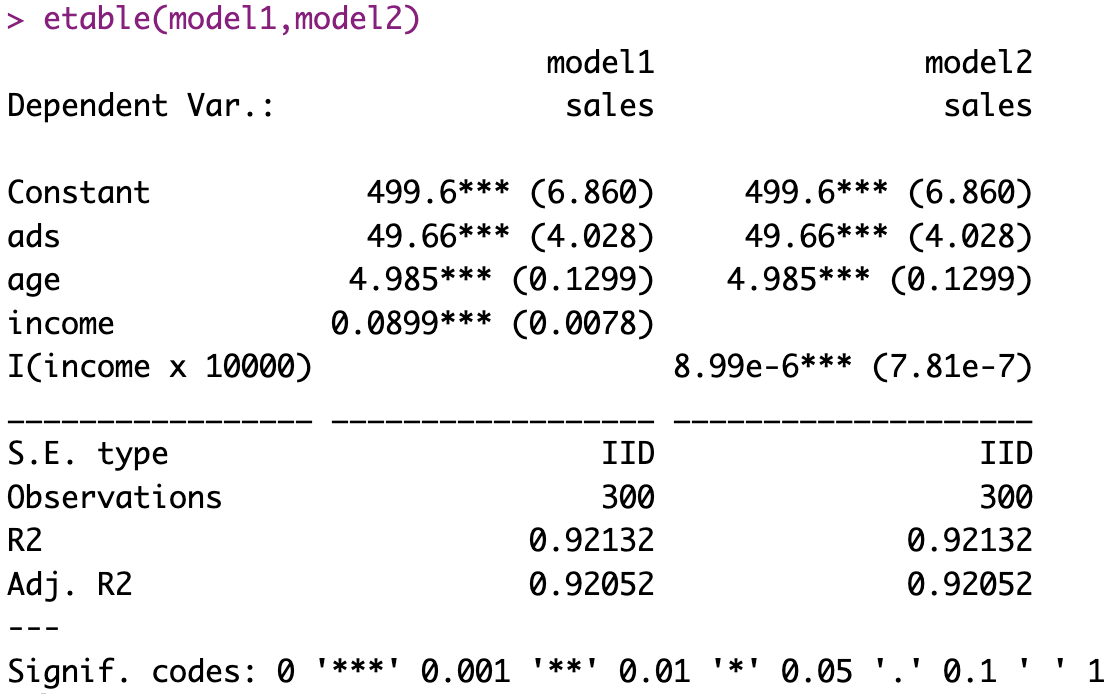 > etable(model1,model2)
model1 model2
Dependent Var.: sales sales
Constant 499.6*** (6.860) 499.6*** (6.860)
ads 49.66*** (4.028) 49.66*** (4.028)
age 4.985*** (0.1299) 4.985*** (0.1299)
income 0.0899*** (0.0078)
I(income x 10000) 8.99e-6*** (7.81e-7)
_________________ __________________ ____________________
S.E. type IID IID
Observations 300 300
R2 0.92132 0.92132
Adj. R2 0.92052 0.92052
---
Signif. codes: 0 '***' 0.001 '**' 0.01 '*' 0.05 '.' 0.1 ' ' 1